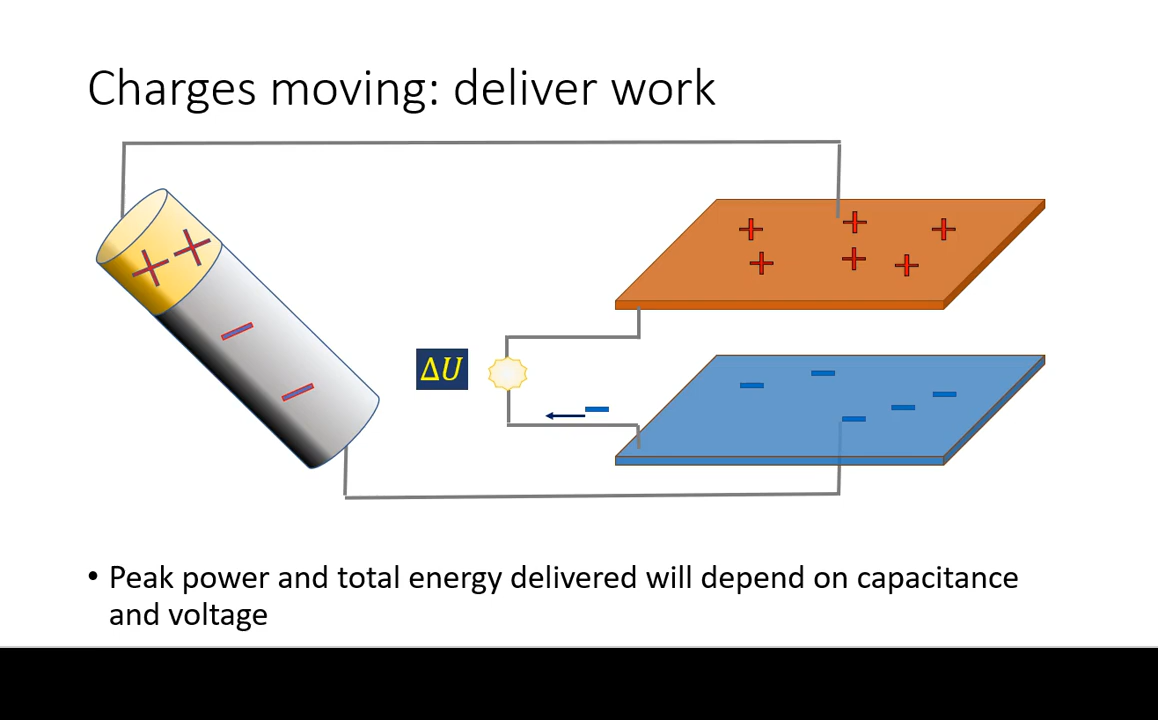 Charges moving: deliver work
+ + +
+ + +
+ +
−
−
ΔU
−
− −
− − −
• Peak power and total energy delivered will depend on capacitance
and voltage